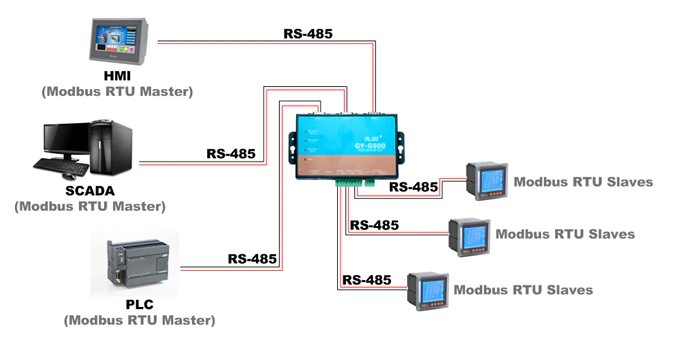 RS-485
HMI
(Modbus RTU Master)
GY-G600
RS-485
SCADA
(Modbus RTU Master)
RS-485
Modbus RTU Slaves
RS-485
Modbus RTU Slaves
RS-485
PLC
(Modbus RTU Master)
RS-485
Modbus RTU Slaves